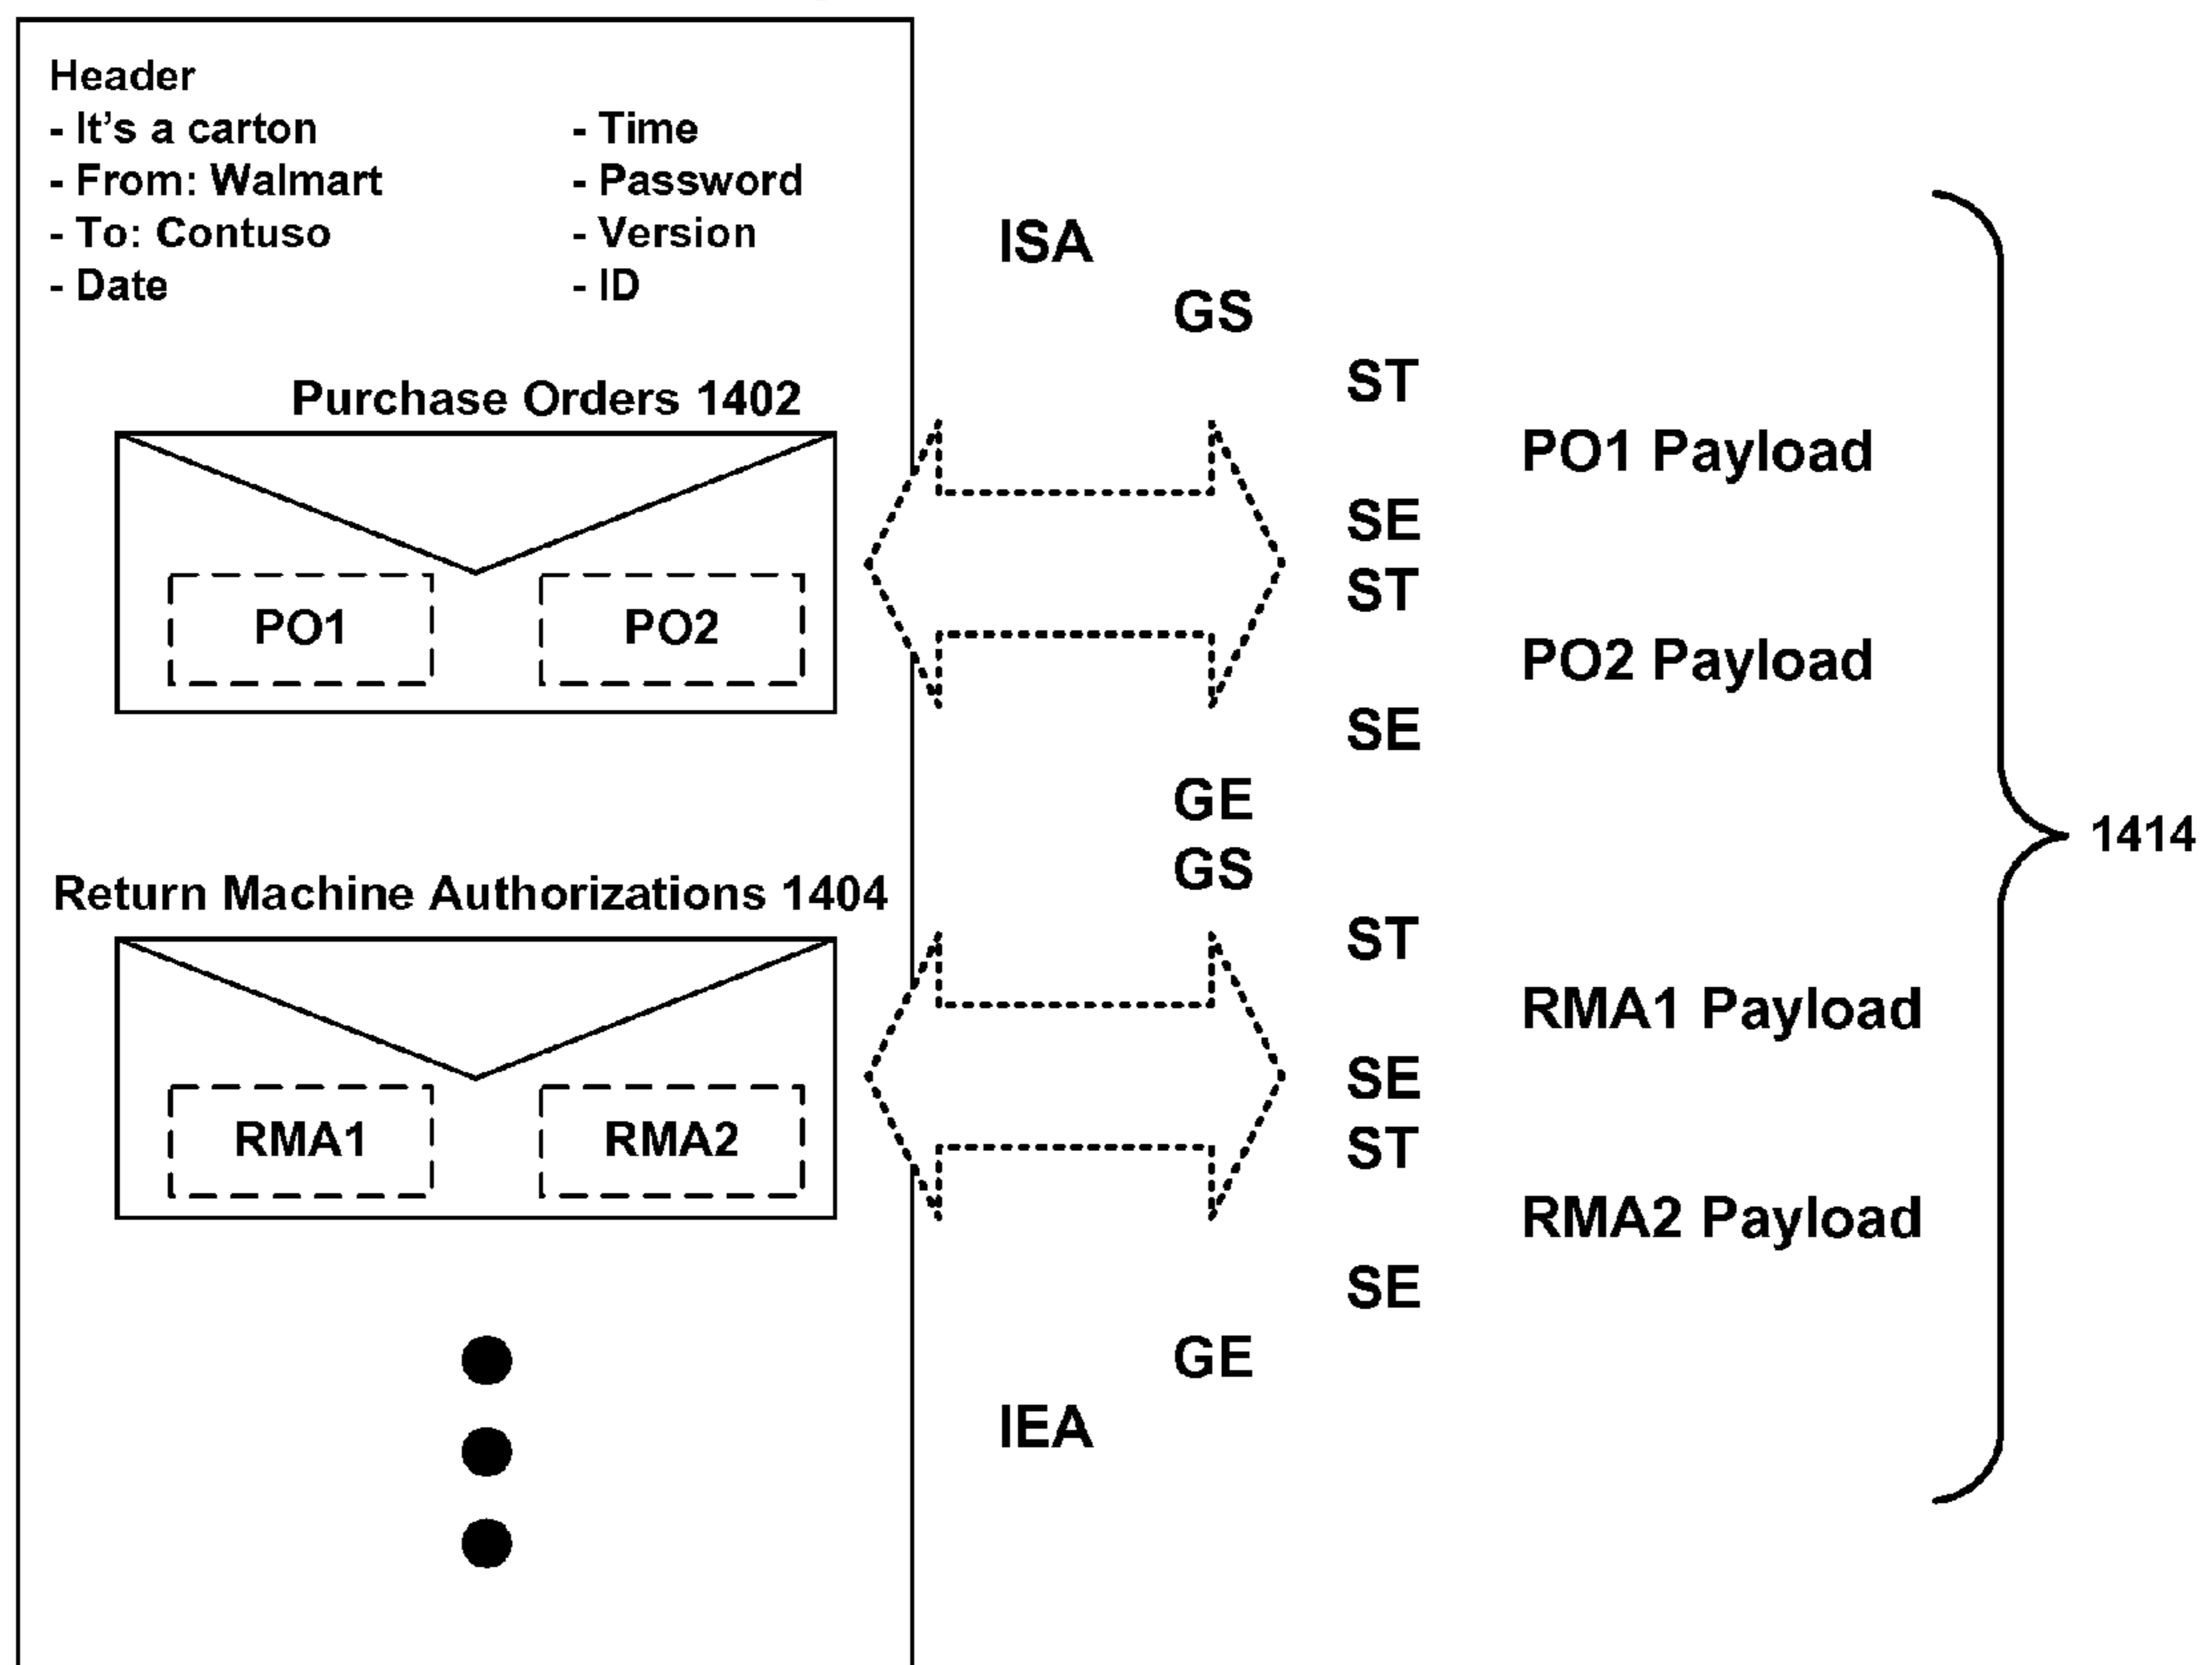 Header
- It's a carton
- From: Walmart
- To: Contuso
- Date
- Time
- Password
- Version
- ID
Purchase Orders 1402
PO1 PO2
Return Machine Authorizations 1404
RMA1 RMA2
ISA
GS
ST
PO1 Payload
SE
ST
PO2 Payload
SE
GE
GS
ST
RMA1 Payload
SE
ST
RMA2 Payload
SE
GE
IEA
1414